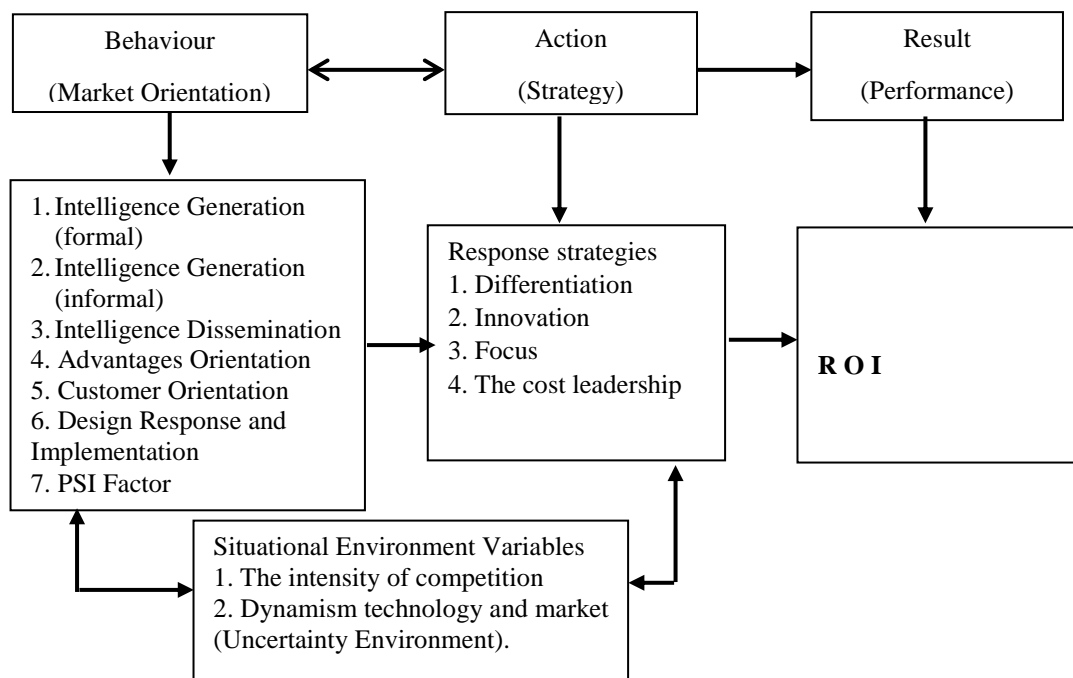 Behaviour
(Market Orientation)
Action
(Strategy)
Result
(Performance)
1. Intelligence Generation
(formal)
2. Intelligence Generation
(informal)
3. Intelligence Dissemination
4. Advantages Orientation
5. Customer Orientation
6. Design Response and
Implementation
7. PSI Factor
Response strategies
1. Differentiation
2. Innovation
3. Focus
4. The cost leadership
R O I
Situational Environment Variables
1. The intensity of competition
2. Dynamism technology and market
(Uncertainty Environment).